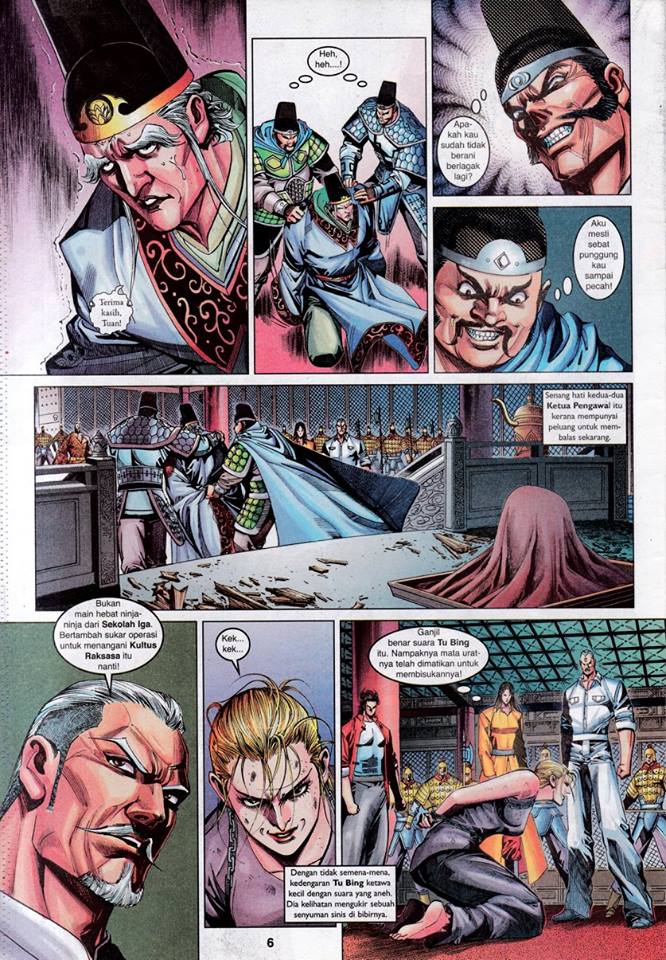 Heh,
heh....!
Terima
kasih,
Tuan!
Apa-
kah kau
sudah tidak
berani
berlagak
lagi?
Aku
mesti
sebat
punggung
kau
sampai
pecah!
Senang hati kedua-dua
Ketua Pengawal itu
kerana mempunyai
peluang untuk mem-
balas sekarang.
Bukan
main hebat ninja-
ninja dari Sekolah Iga.
Bertambah sukar operasi
untuk menangani Kultus
Raksasa itu
nanti!
Kek...
kek...
Dengan tidak semena-mena,
kedengaran Tu Bing ketawa
kecil dengan suara yang aneh.
Dia kelihatan mengukir sebuah
senyuman sinis di bibirnya.
Ganjil
benar suara Tu Bing
itu. Nampaknya mata urat-
nya telah dimatikan untuk
membisukannya!
6